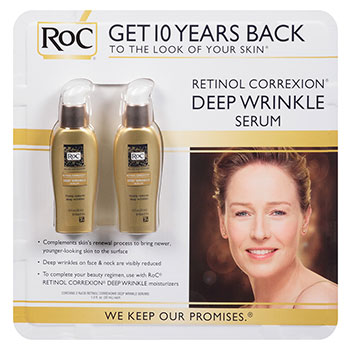 RoC®
GET 10 YEARS BACK
TO THE LOOK OF YOUR SKIN*
RETINOL CORREXION®
DEEP WRINKLE
SERUM
RoC
RoC
• Complements skin's renewal process to bring newer,
younger-looking skin to the surface
• Deep wrinkles on face & neck are visibly reduced
• To complete your beauty regimen, use with RoC®
RETINOL CORREXION® DEEP WRINKLE moisturizers
WE KEEP OUR PROMISES.®